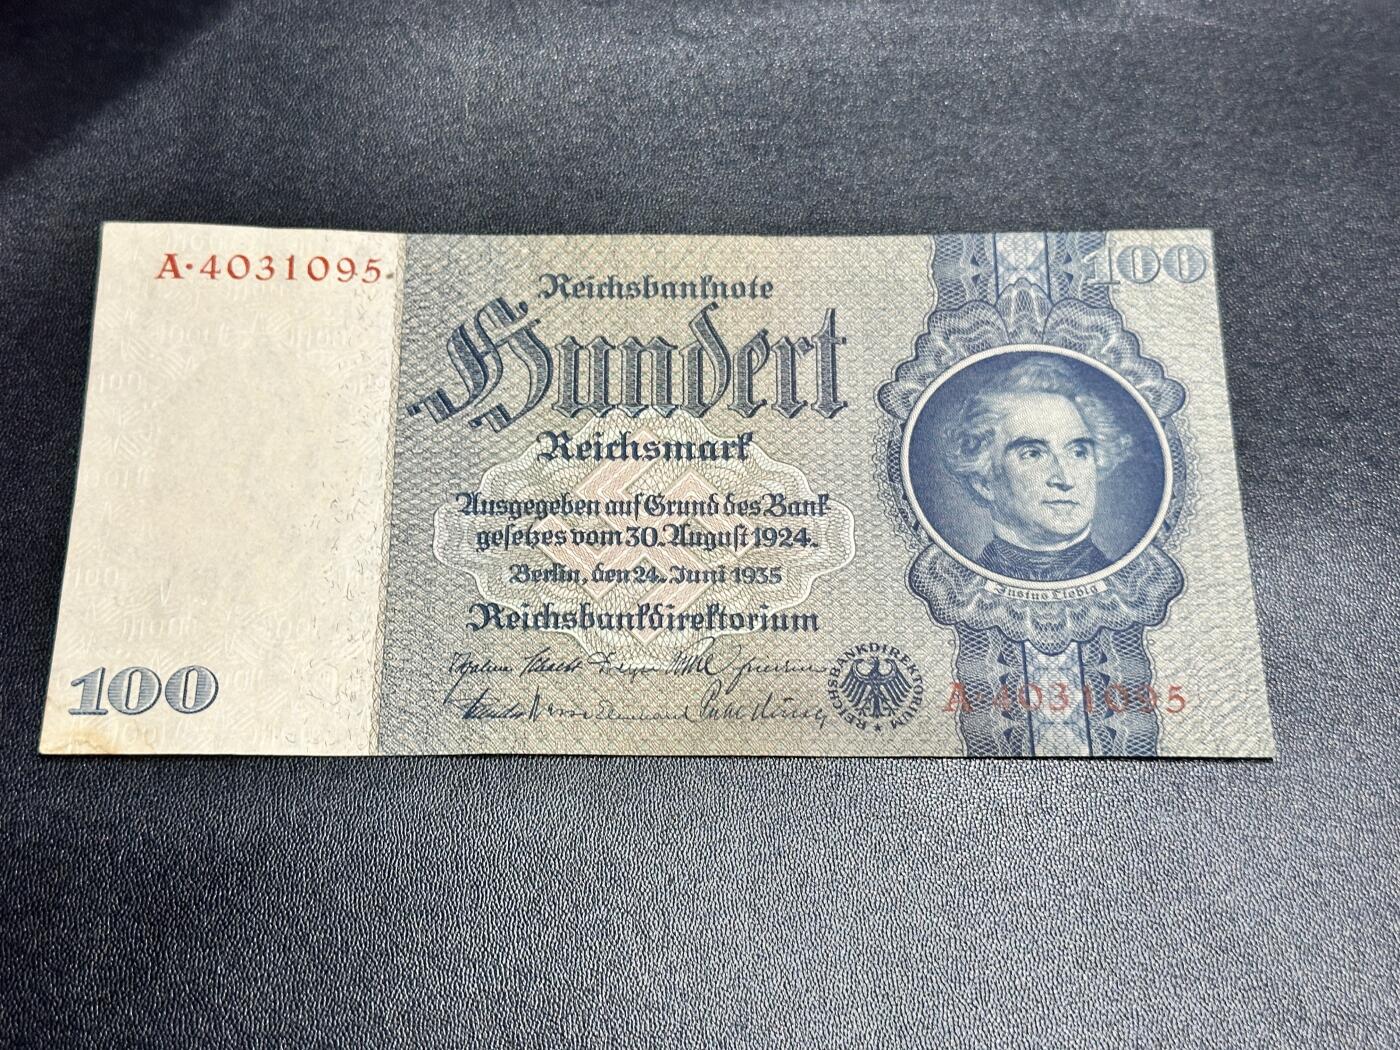 A·4031095
Reichsbanknote
100
Hundert
Reichsmark
Ausgegeben auf Grund des Bank-
gesetzes vom 30. August 1924.
Berlin, den 24. Juni 1935
Reichsbankdirektorium
Justus Liebig
REICHSBANKDIREKTORIUM
100
A·4031095